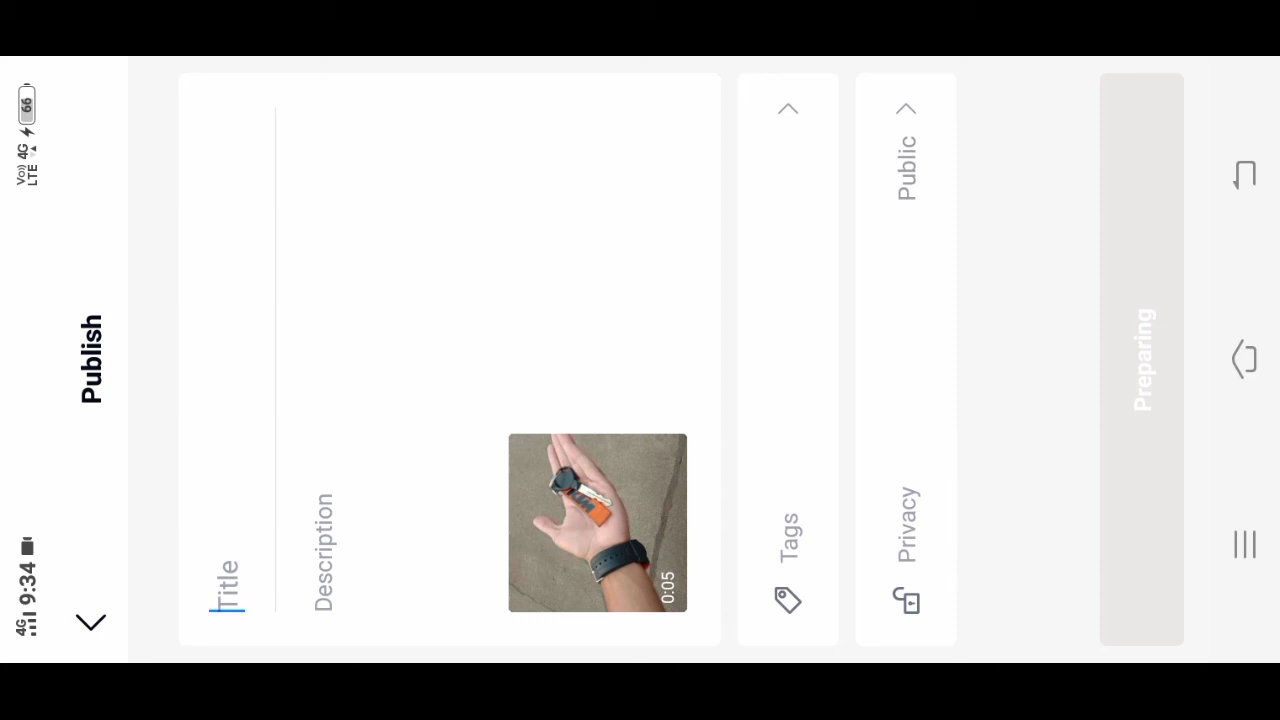 4G 9:34 Vo)) 4G LTE 66
Publish
Title
Description
0:05
Tags
Privacy Public
Preparing